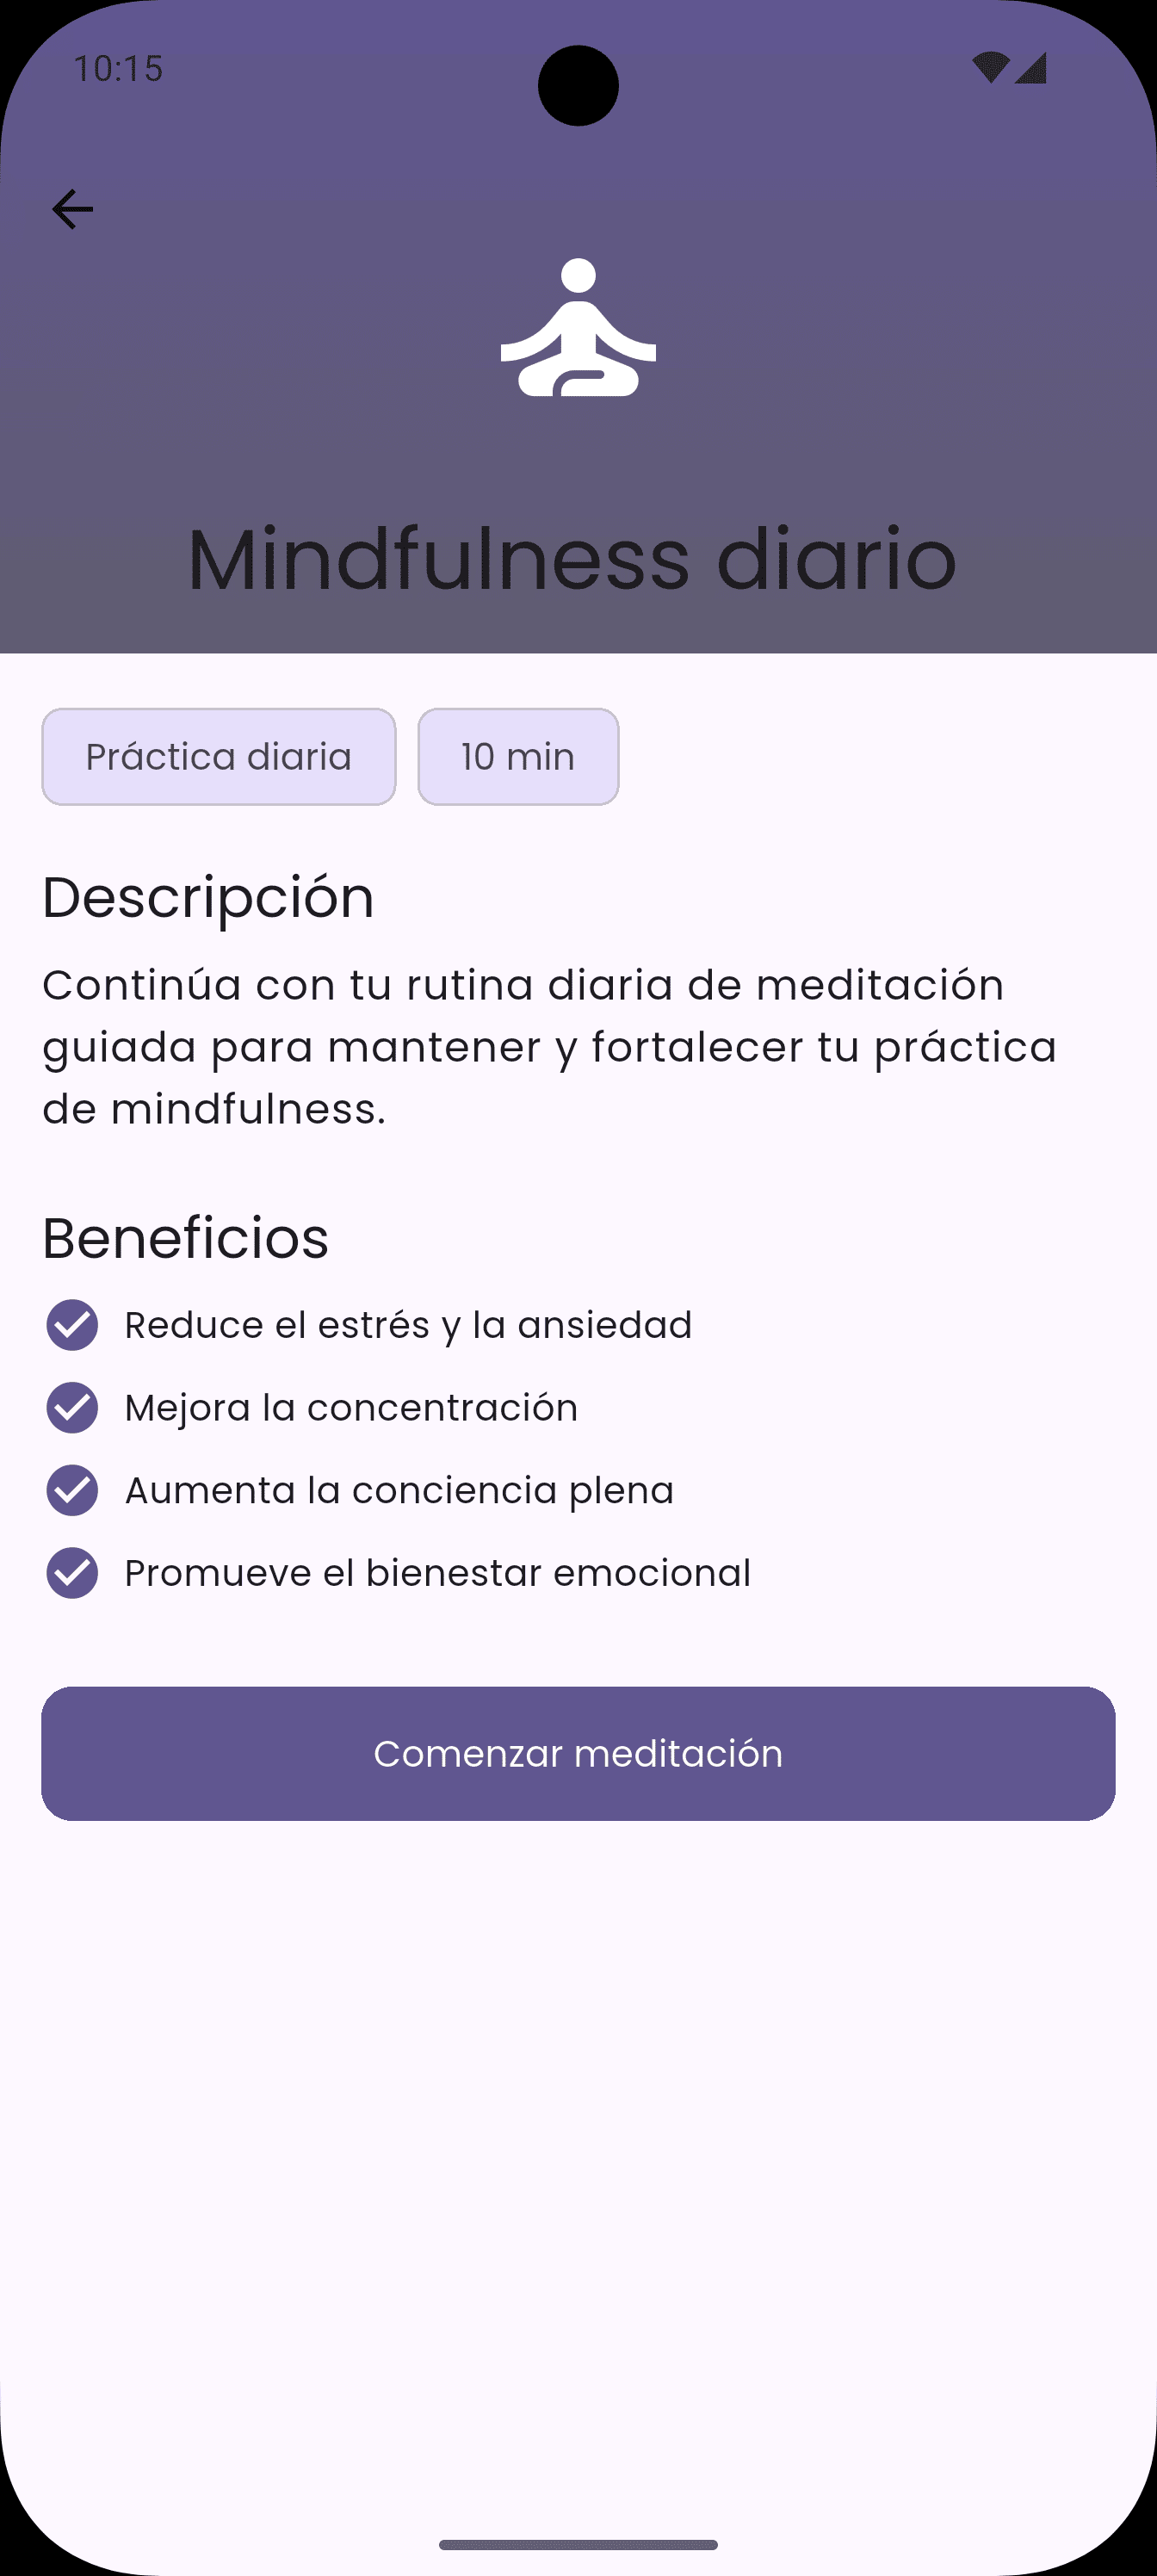 10:15
Mindfulness diario
Práctica diaria
10 min
Descripción
Continúa con tu rutina diaria de meditación
guiada para mantener y fortalecer tu práctica
de mindfulness.
Beneficios
Reduce el estrés y la ansiedad
Mejora la concentración
Aumenta la conciencia plena
Promueve el bienestar emocional
Comenzar meditación